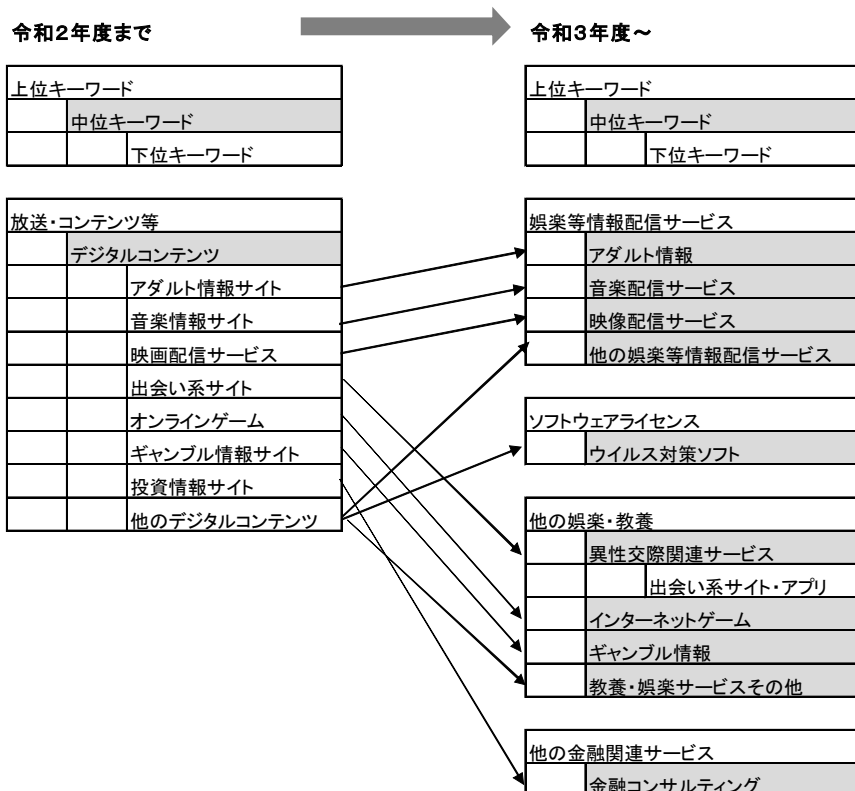 令和2年度まで
令和3年度～
上位キーワード
中位キーワード
下位キーワード
上位キーワード
中位キーワード
下位キーワード
放送・コンテンツ等
デジタルコンテンツ
アダルト情報サイト
音楽情報サイト
映画配信サービス
出会い系サイト
オンラインゲーム
ギャンブル情報サイト
投資情報サイト
他のデジタルコンテンツ
娯楽等情報配信サービス
アダルト情報
音楽配信サービス
映像配信サービス
他の娯楽等情報配信サービス
ソフトウェアライセンス
ウイルス対策ソフト
他の娯楽・教養
異性交際関連サービス
出会い系サイト・アプリ
インターネットゲーム
ギャンブル情報
教養・娯楽サービスその他
他の金融関連サービス
金融コンサルティング